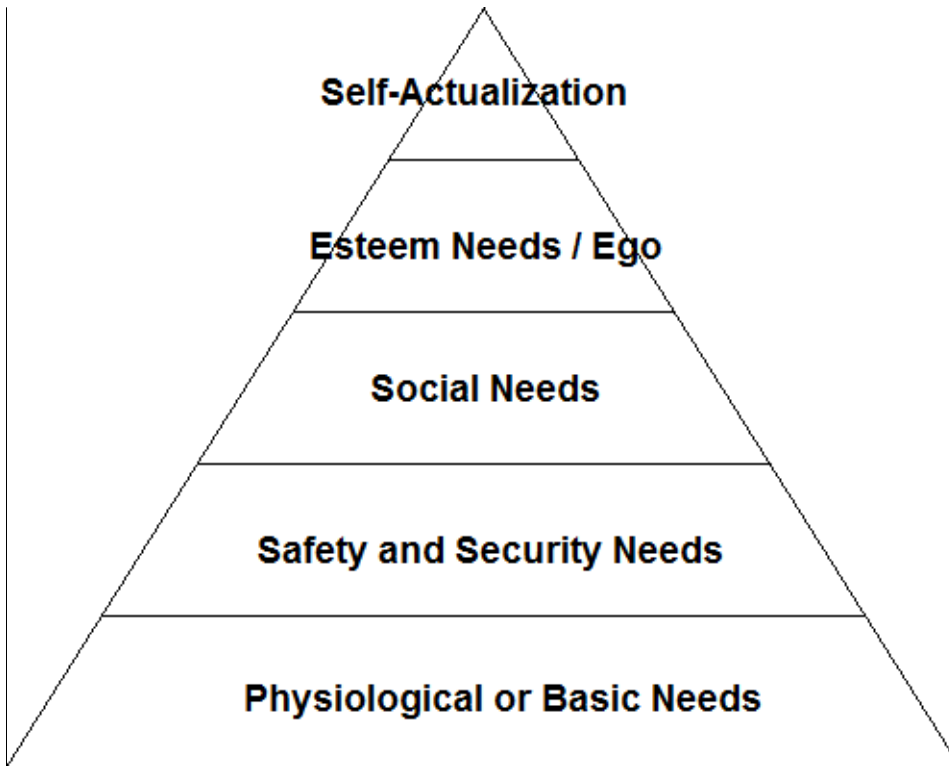 Self-Actualization
Esteem Needs / Ego
Social Needs
Safety and Security Needs
Physiological or Basic Needs